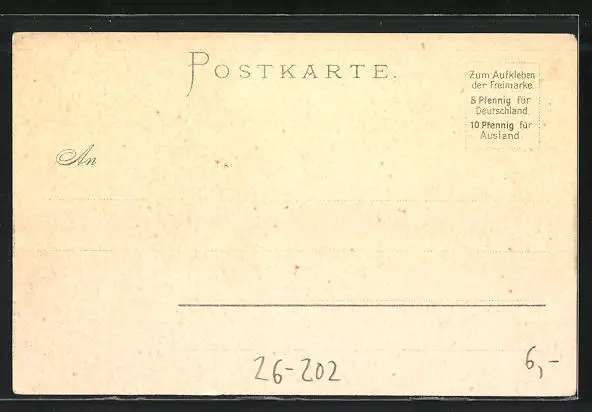 POSTKARTE.
Zum Aufkleben
der Freimarke.
5 Pfennig für
Deutschland.
10 Pfennig für
Ausland.
An
26-202
6,-